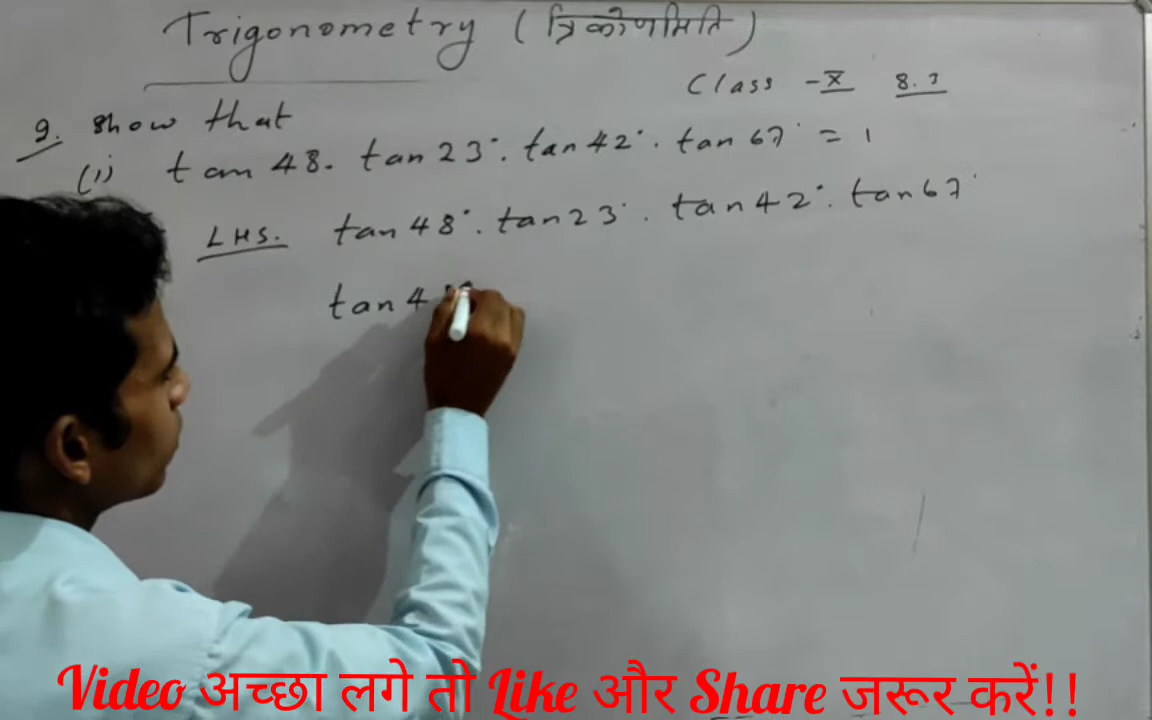 Trigonometry (त्रिकोणमिति)
Class - X 8.3
9. Show that
(i) tan 48. tan 23°. tan 42°. tan 67° = 1
LHS. tan 48°. tan 23°. tan 42°. tan 67°
tan 4
Video अच्छा लगे तो Like और Share जरूर करें!!